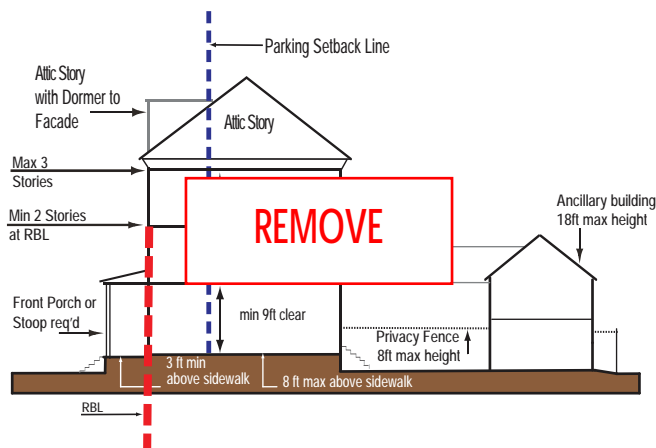 Parking Setback Line
Attic Story
with Dormer to
Facade
Attic Story
Max 3
Stories
Min 2 Stories
at RBL
REMOVE
Ancillary building
18ft max height
Front Porch or
Stoop req'd
min 9ft clear
Privacy Fence
8ft max height
3 ft min
above sidewalk
8 ft max above sidewalk
RBL